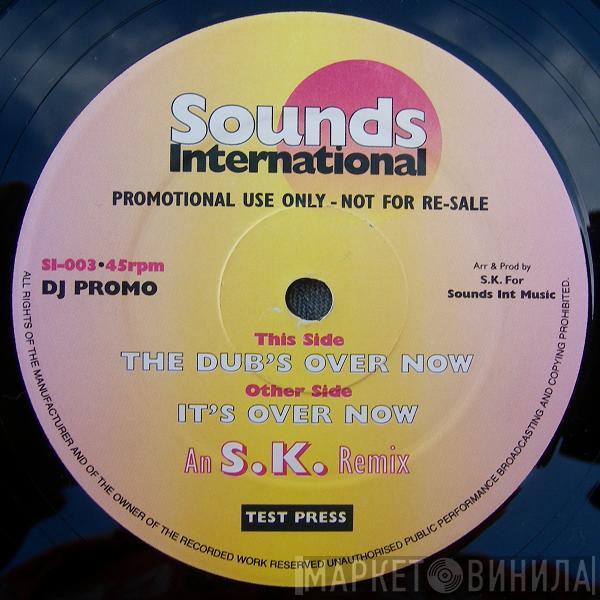 Sounds
International
PROMOTIONAL USE ONLY - NOT FOR RE-SALE
SI-003•45rpm
DJ PROMO
Arr & Prod by
S.K. For
Sounds Int Music
This Side
THE DUB'S OVER NOW
Other Side
IT'S OVER NOW
An S.K. Remix
TEST PRESS
ALL RIGHTS OF THE MANUFACTURER AND OF THE OWNER OF THE RECORDED WORK RESERVED UNAUTHORISED PUBLIC PERFORMANCE BROADCASTING AND COPYING PROHIBITED.
МАРКЕТ ВИНИЛА